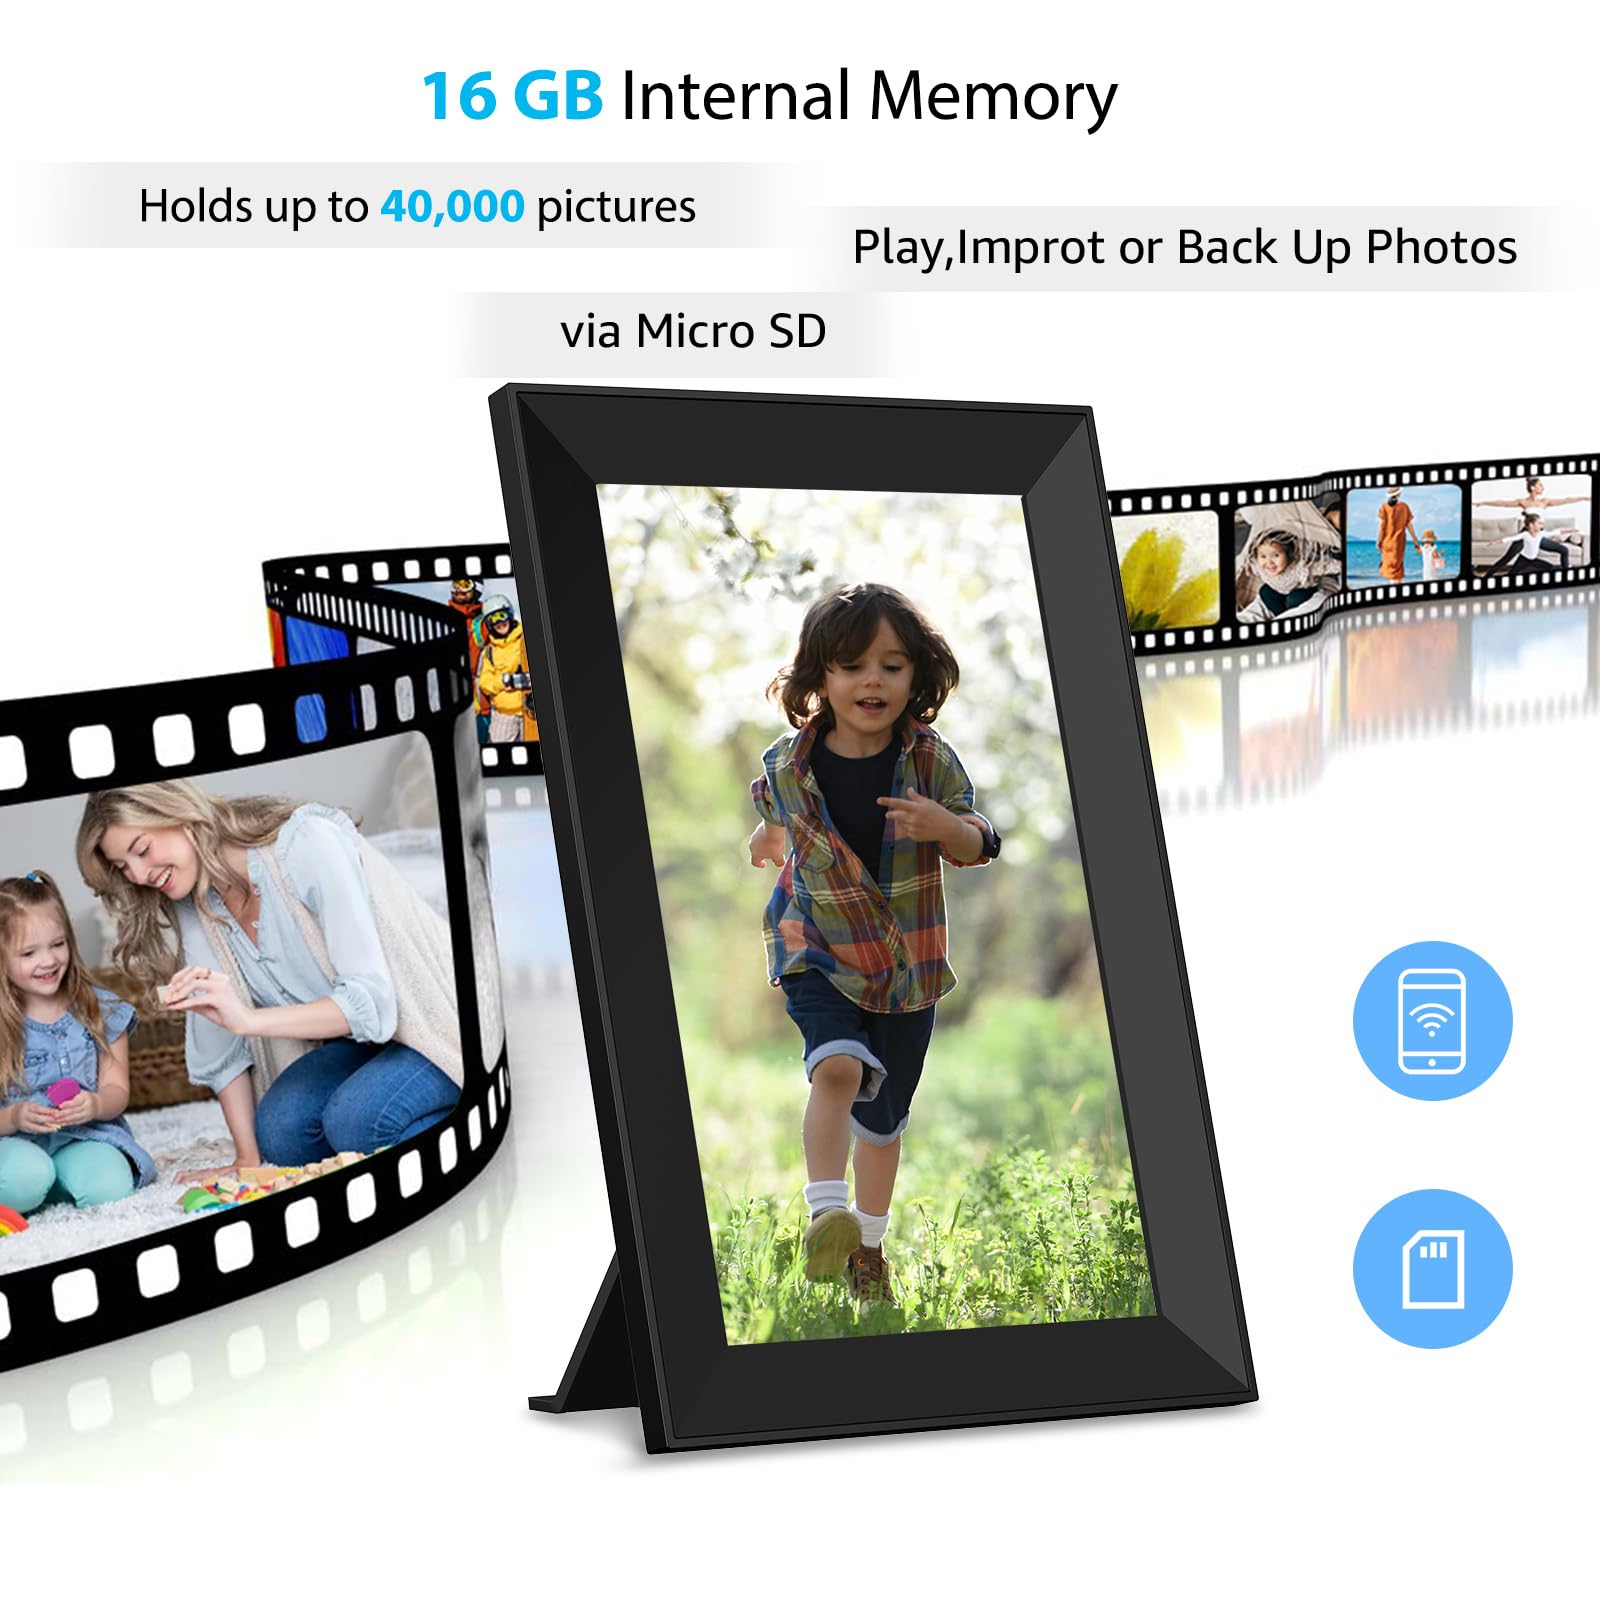 16 GB Internal Memory
Holds up to 40,000 pictures
Play,Improt or Back Up Photos
via Micro SD